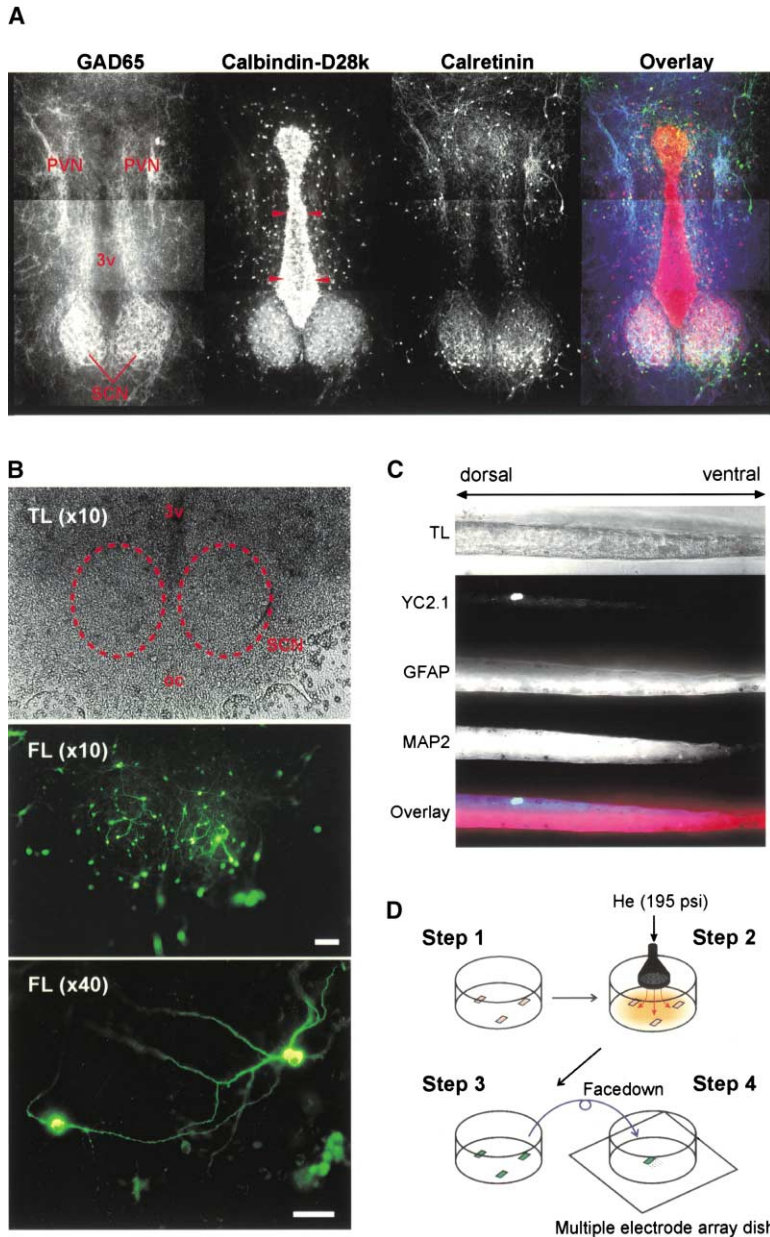 A
GAD65 Calbindin-D28k Calretinin Overlay
PVN PVN
3v
SCN
B
TL (x10)
3v
SCN
oc
FL (x10)
FL (x40)
C
dorsal ventral
TL
YC2.1
GFAP
MAP2
Overlay
D
He (195 psi)
Step 1 Step 2
Step 3 Step 4
Facedown
Multiple electrode array dish